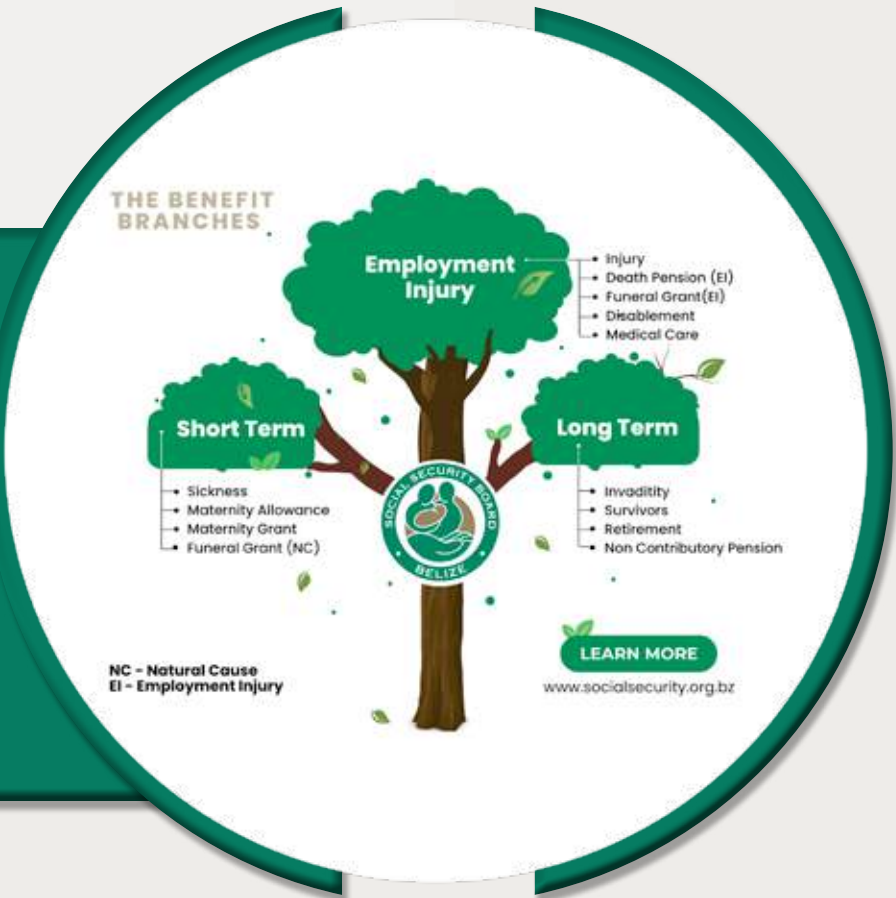 THE BENEFIT
BRANCHES
Employment
Injury
Injury
Death Pension (EI)
Funeral Grant(EI)
Disablement
Medical Care
Short Term
Sickness
Maternity Allowance
Maternity Grant
Funeral Grant (NC)
Long Term
Invaditity
Survivors
Retirement
Non Contributory Pension
SOCIAL SECURITY BOARD
BELIZE
NC - Natural Cause
EI - Employment Injury
LEARN MORE
www.socialsecurity.org.bz